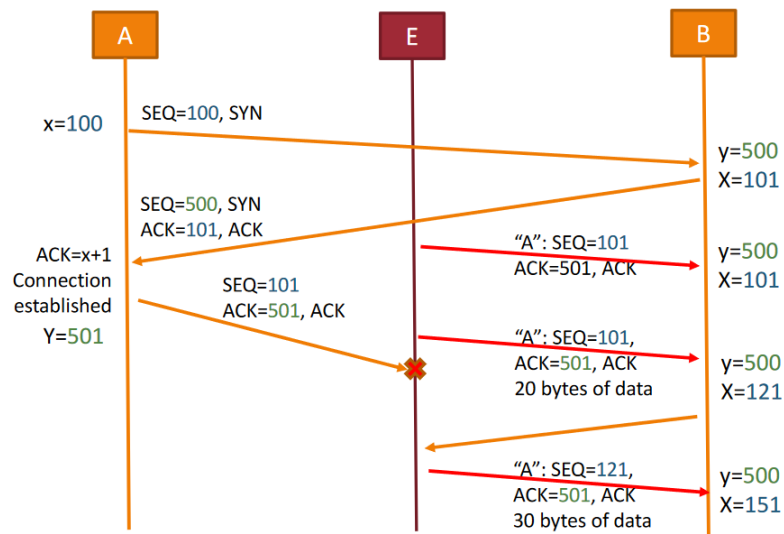 A
E
B
x=100
SEQ=100, SYN
y=500
X=101
SEQ=500, SYN
ACK=101, ACK
ACK=x+1
Connection
established
Y=501
“A”: SEQ=101
ACK=501, ACK
y=500
X=101
SEQ=101
ACK=501, ACK
“A”: SEQ=101,
ACK=501, ACK
20 bytes of data
y=500
X=121
“A”: SEQ=121,
ACK=501, ACK
30 bytes of data
y=500
X=151